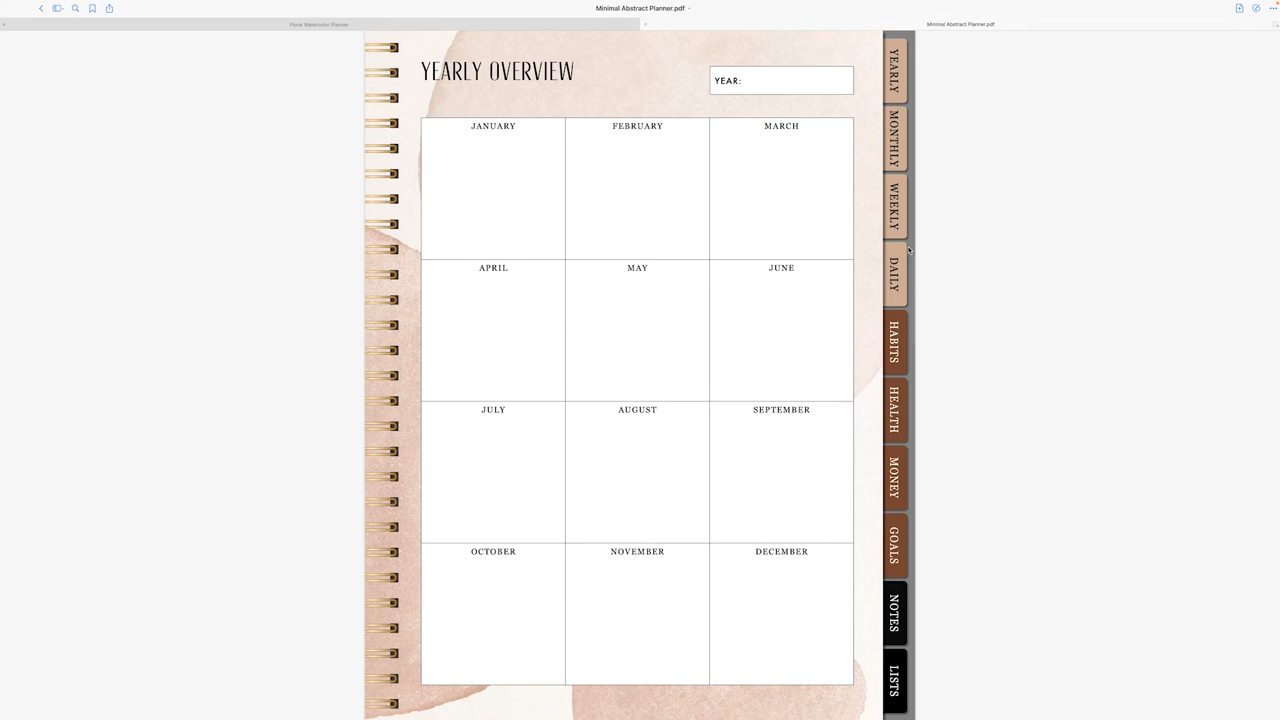 Minimal Abstract Planner.pdf
Floral Watercolor Planner
Minimal Abstract Planner.pdf
YEARLY OVERVIEW
YEAR:
JANUARY
FEBRUARY
MARCH
APRIL
MAY
JUNE
JULY
AUGUST
SEPTEMBER
OCTOBER
NOVEMBER
DECEMBER
YEARLY
MONTHLY
WEEKLY
DAILY
HABITS
HEALTH
MONEY
GOALS
NOTES
LISTS